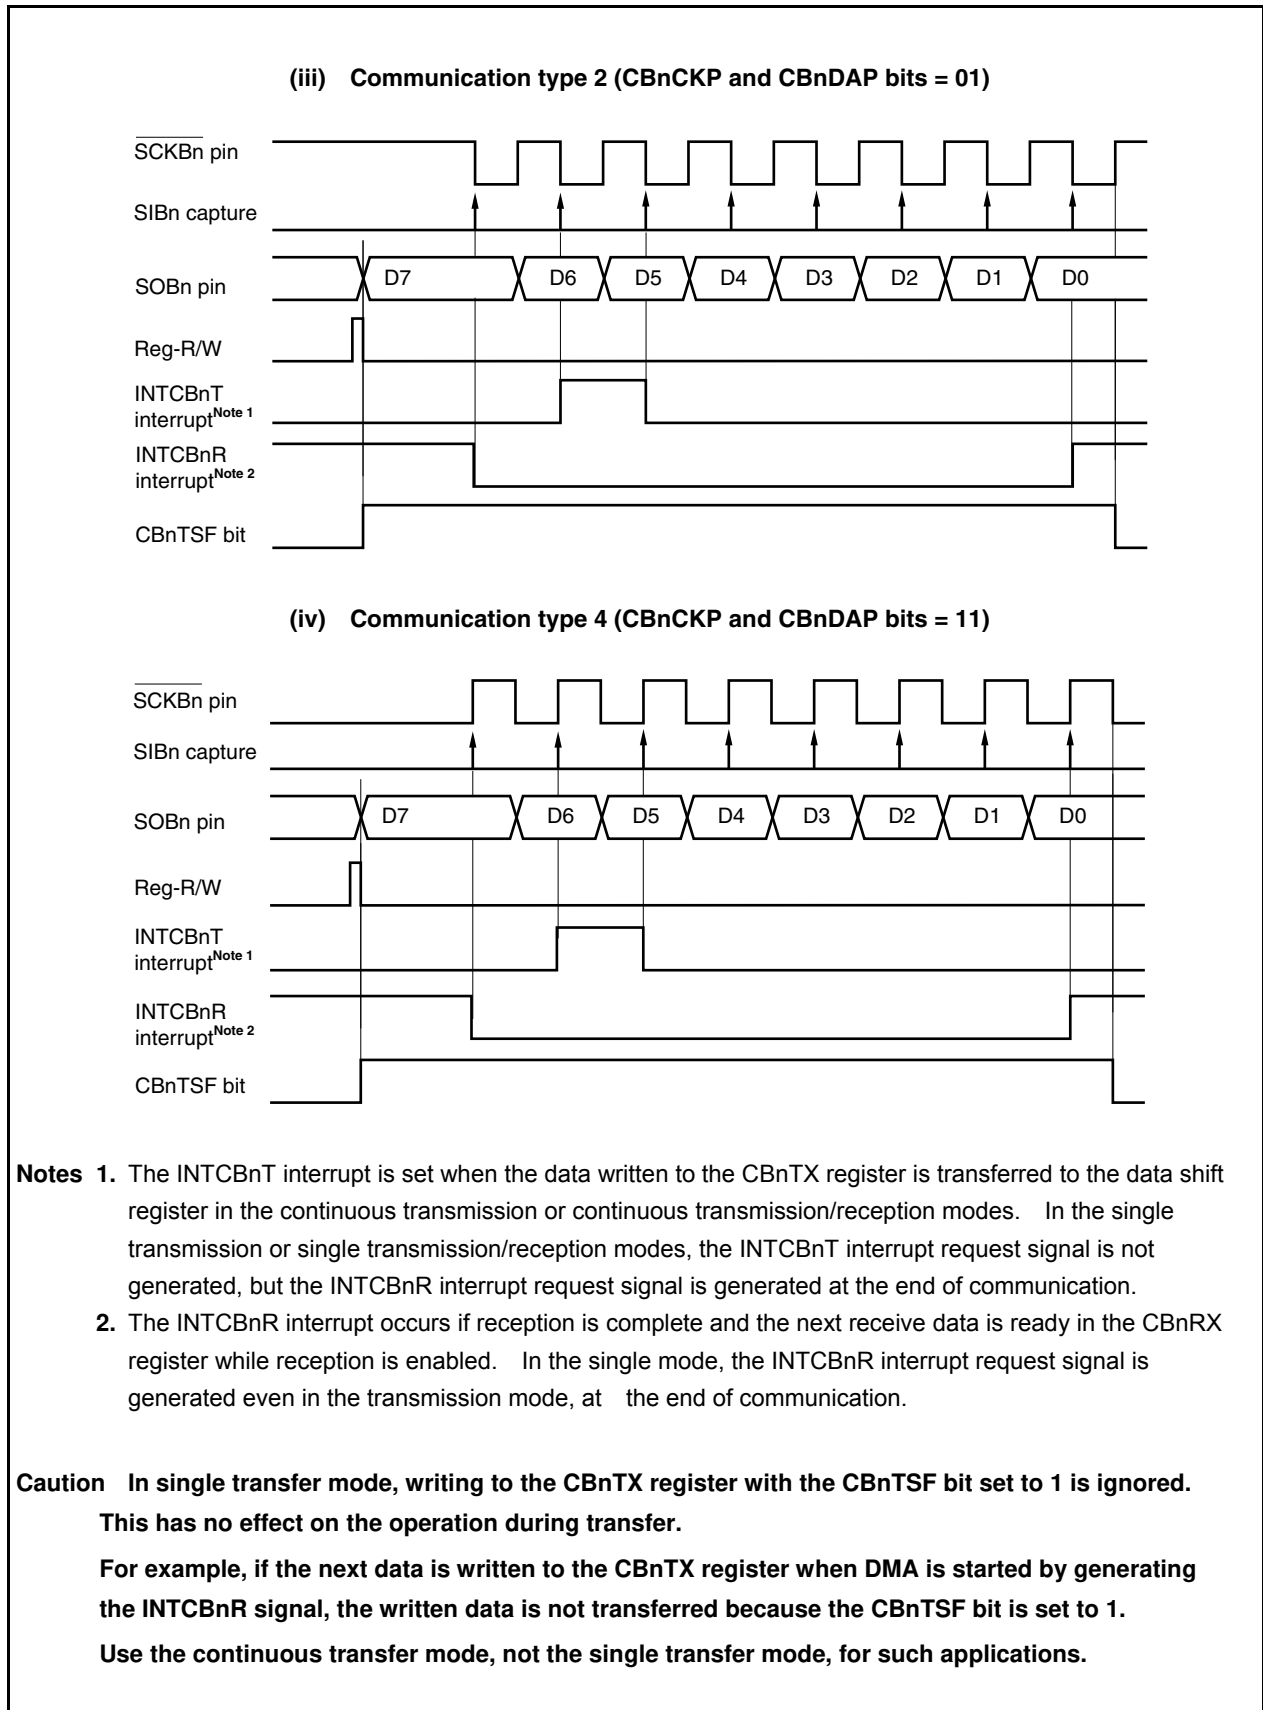 (iii) Communication type 2 (CBnCKP and CBnDAP bits = 01)
SCKBn pin
SIBn capture
SOBn pin
D7 D6 D5 D4 D3 D2 D1 D0
Reg-R/W
INTCBnT
interruptNote 1
INTCBnR
interruptNote 2
CBnTSF bit
(iv) Communication type 4 (CBnCKP and CBnDAP bits = 11)
SCKBn pin
SIBn capture
SOBn pin
D7 D6 D5 D4 D3 D2 D1 D0
Reg-R/W
INTCBnT
interruptNote 1
INTCBnR
interruptNote 2
CBnTSF bit
Notes 1. The INTCBnT interrupt is set when the data written to the CBnTX register is transferred to the data shift
register in the continuous transmission or continuous transmission/reception modes. In the single
transmission or single transmission/reception modes, the INTCBnT interrupt request signal is not
generated, but the INTCBnR interrupt request signal is generated at the end of communication.
2. The INTCBnR interrupt occurs if reception is complete and the next receive data is ready in the CBnRX
register while reception is enabled. In the single mode, the INTCBnR interrupt request signal is
generated even in the transmission mode, at the end of communication.
Caution In single transfer mode, writing to the CBnTX register with the CBnTSF bit set to 1 is ignored.
This has no effect on the operation during transfer.
For example, if the next data is written to the CBnTX register when DMA is started by generating
the INTCBnR signal, the written data is not transferred because the CBnTSF bit is set to 1.
Use the continuous transfer mode, not the single transfer mode, for such applications.